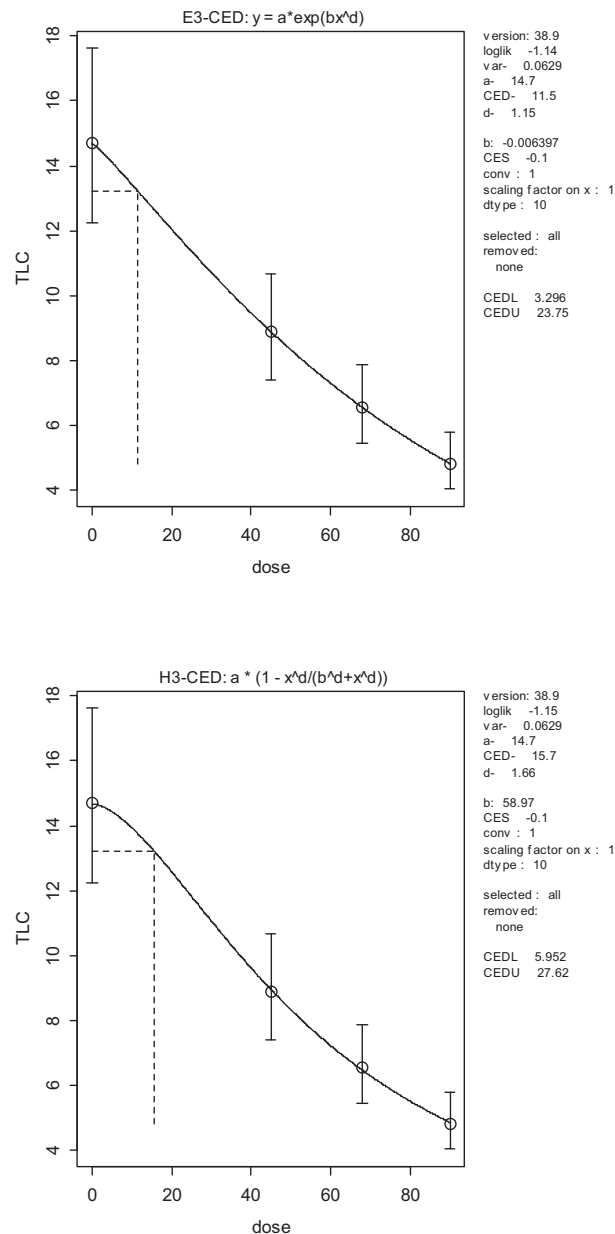 E3-CED: y = a*exp(bx^d)
18
16
14
12
10
8
6
4
TLC
0 20 40 60 80
dose
version: 38.9
loglik -1.14
var- 0.0629
a- 14.7
CED- 11.5
d- 1.15
b: -0.006397
CES -0.1
conv : 1
scaling factor on x : 1
dtype : 10
selected : all
removed:
none
CEDL 3.296
CEDU 23.75
H3-CED: a * (1 - x^d/(b^d+x^d))
18
16
14
12
10
8
6
4
TLC
0 20 40 60 80
dose
version: 38.9
loglik -1.15
var- 0.0629
a- 14.7
CED- 15.7
d- 1.66
b: 58.97
CES -0.1
conv : 1
scaling factor on x : 1
dtype : 10
selected : all
removed:
none
CEDL 5.952
CEDU 27.62